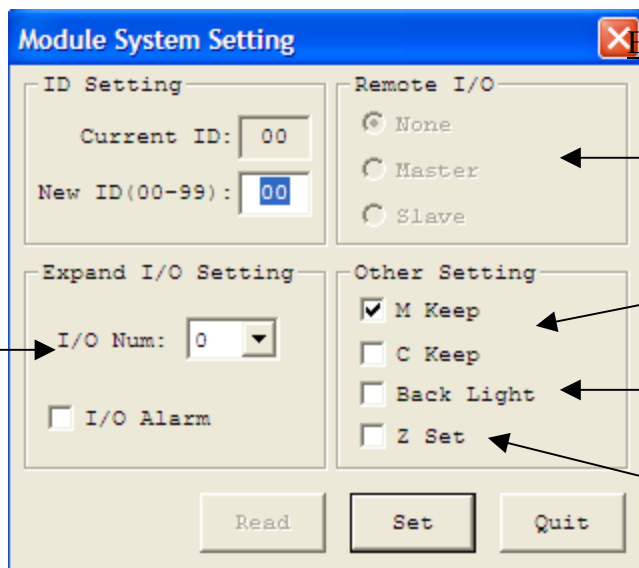 Module System Setting
ID Setting
Current ID: 00
New ID(00-99): 00
Remote I/O
None
Master
Slave
Expand I/O Setting
I/O Num: 0
I/O Alarm
Other Setting
M Keep
C Keep
Back Light
Z Set
Read
Set
Quit